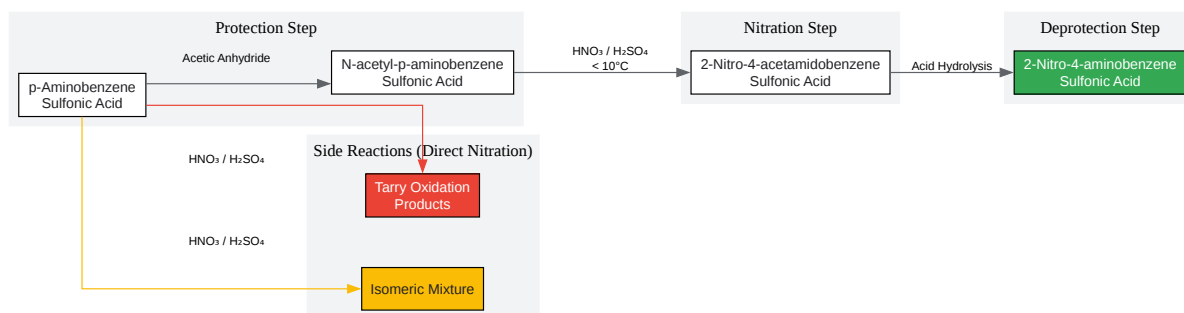 Protection Step
Nitration Step
Deprotection Step
Acetic Anhydride
p-Aminobenzene
Sulfonic Acid
N-acetyl-p-aminobenzene
Sulfonic Acid
HNO₃ / H₂SO₄
< 10°C
2-Nitro-4-acetamidobenzene
Sulfonic Acid
Acid Hydrolysis
2-Nitro-4-aminobenzene
Sulfonic Acid
Side Reactions (Direct Nitration)
HNO₃ / H₂SO₄
Tarry Oxidation
Products
HNO₃ / H₂SO₄
Isomeric Mixture